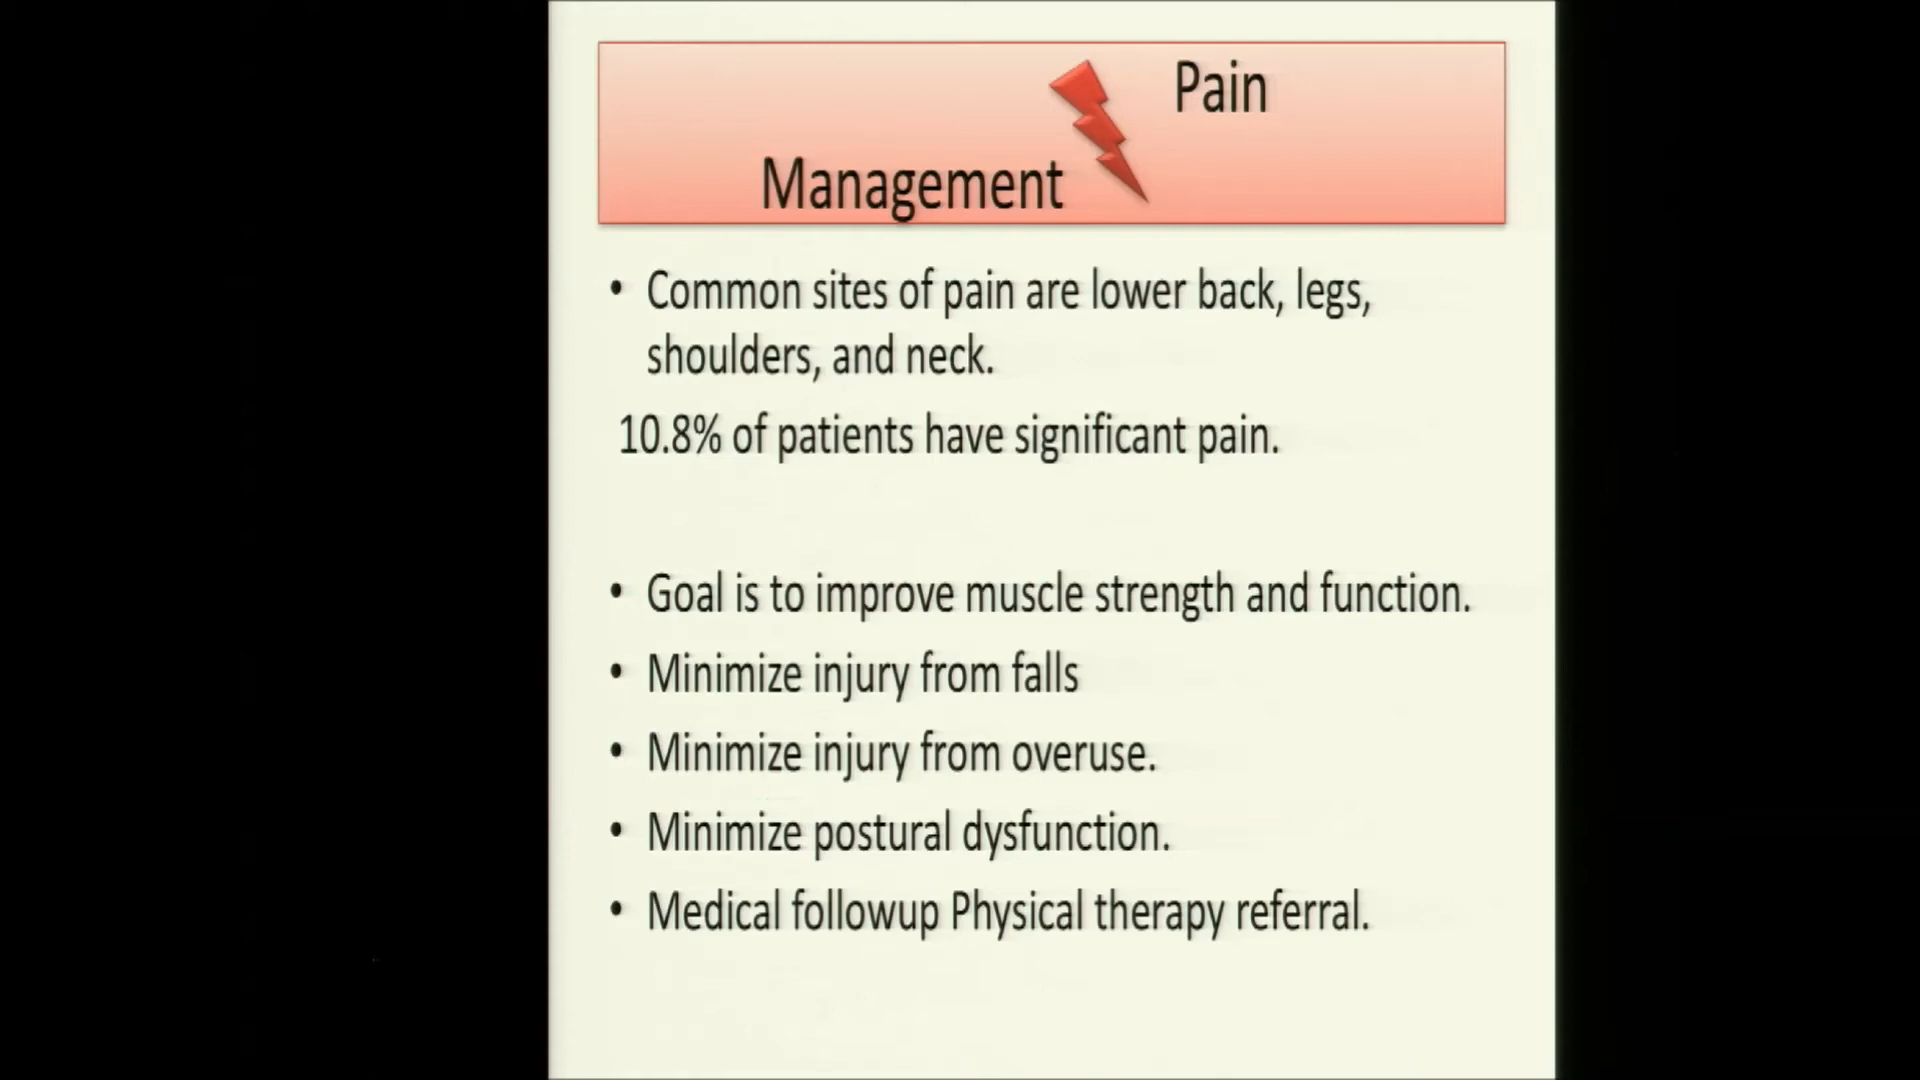 Pain
Management
• Common sites of pain are lower back, legs,
shoulders, and neck.
10.8% of patients have significant pain.
• Goal is to improve muscle strength and function.
• Minimize injury from falls
• Minimize injury from overuse.
• Minimize postural dysfunction.
• Medical followup Physical therapy referral.